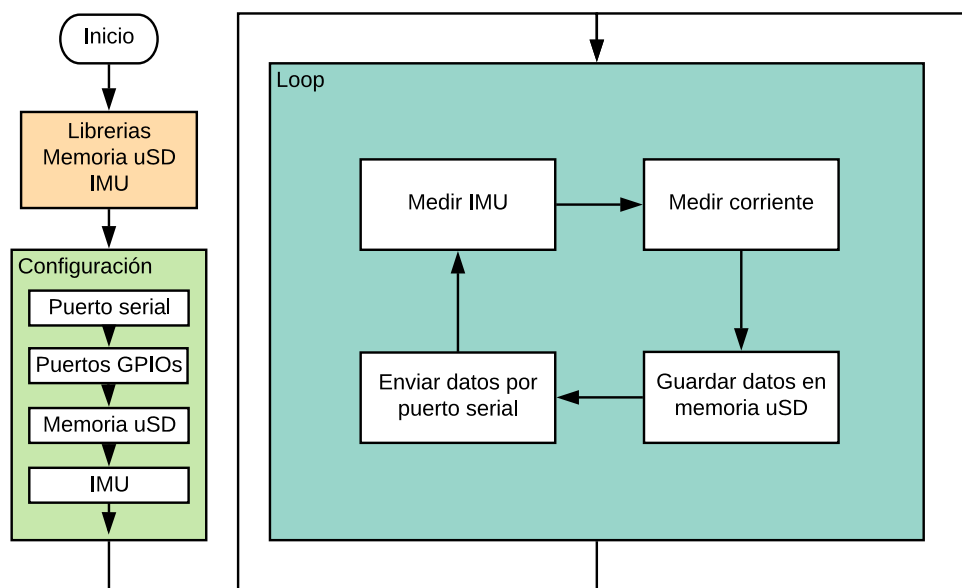 Inicio
Librerias
Memoria uSD
IMU
Configuración
Puerto serial
Puertos GPIOs
Memoria uSD
IMU
Loop
Medir IMU
Medir corriente
Enviar datos por
puerto serial
Guardar datos en
memoria uSD